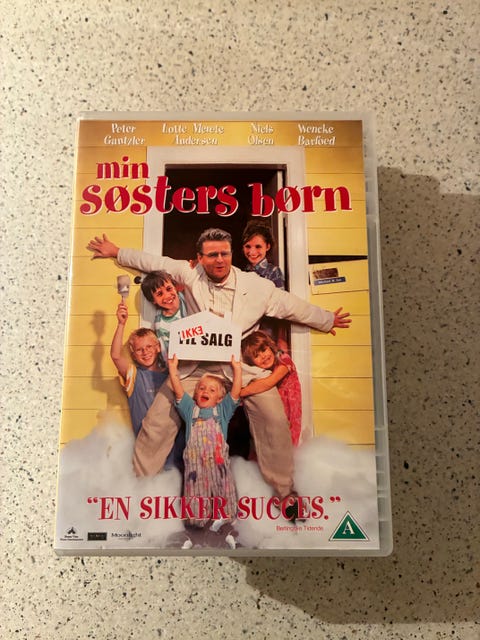 Peter Gantzler
Lotte Merete Andersen
Niels Olsen
Wencke Barfoed
min
søsters børn
IKKE
TIL SALG
"EN SIKKER SUCCES."
Berlingske Tidende
Moonlight
A